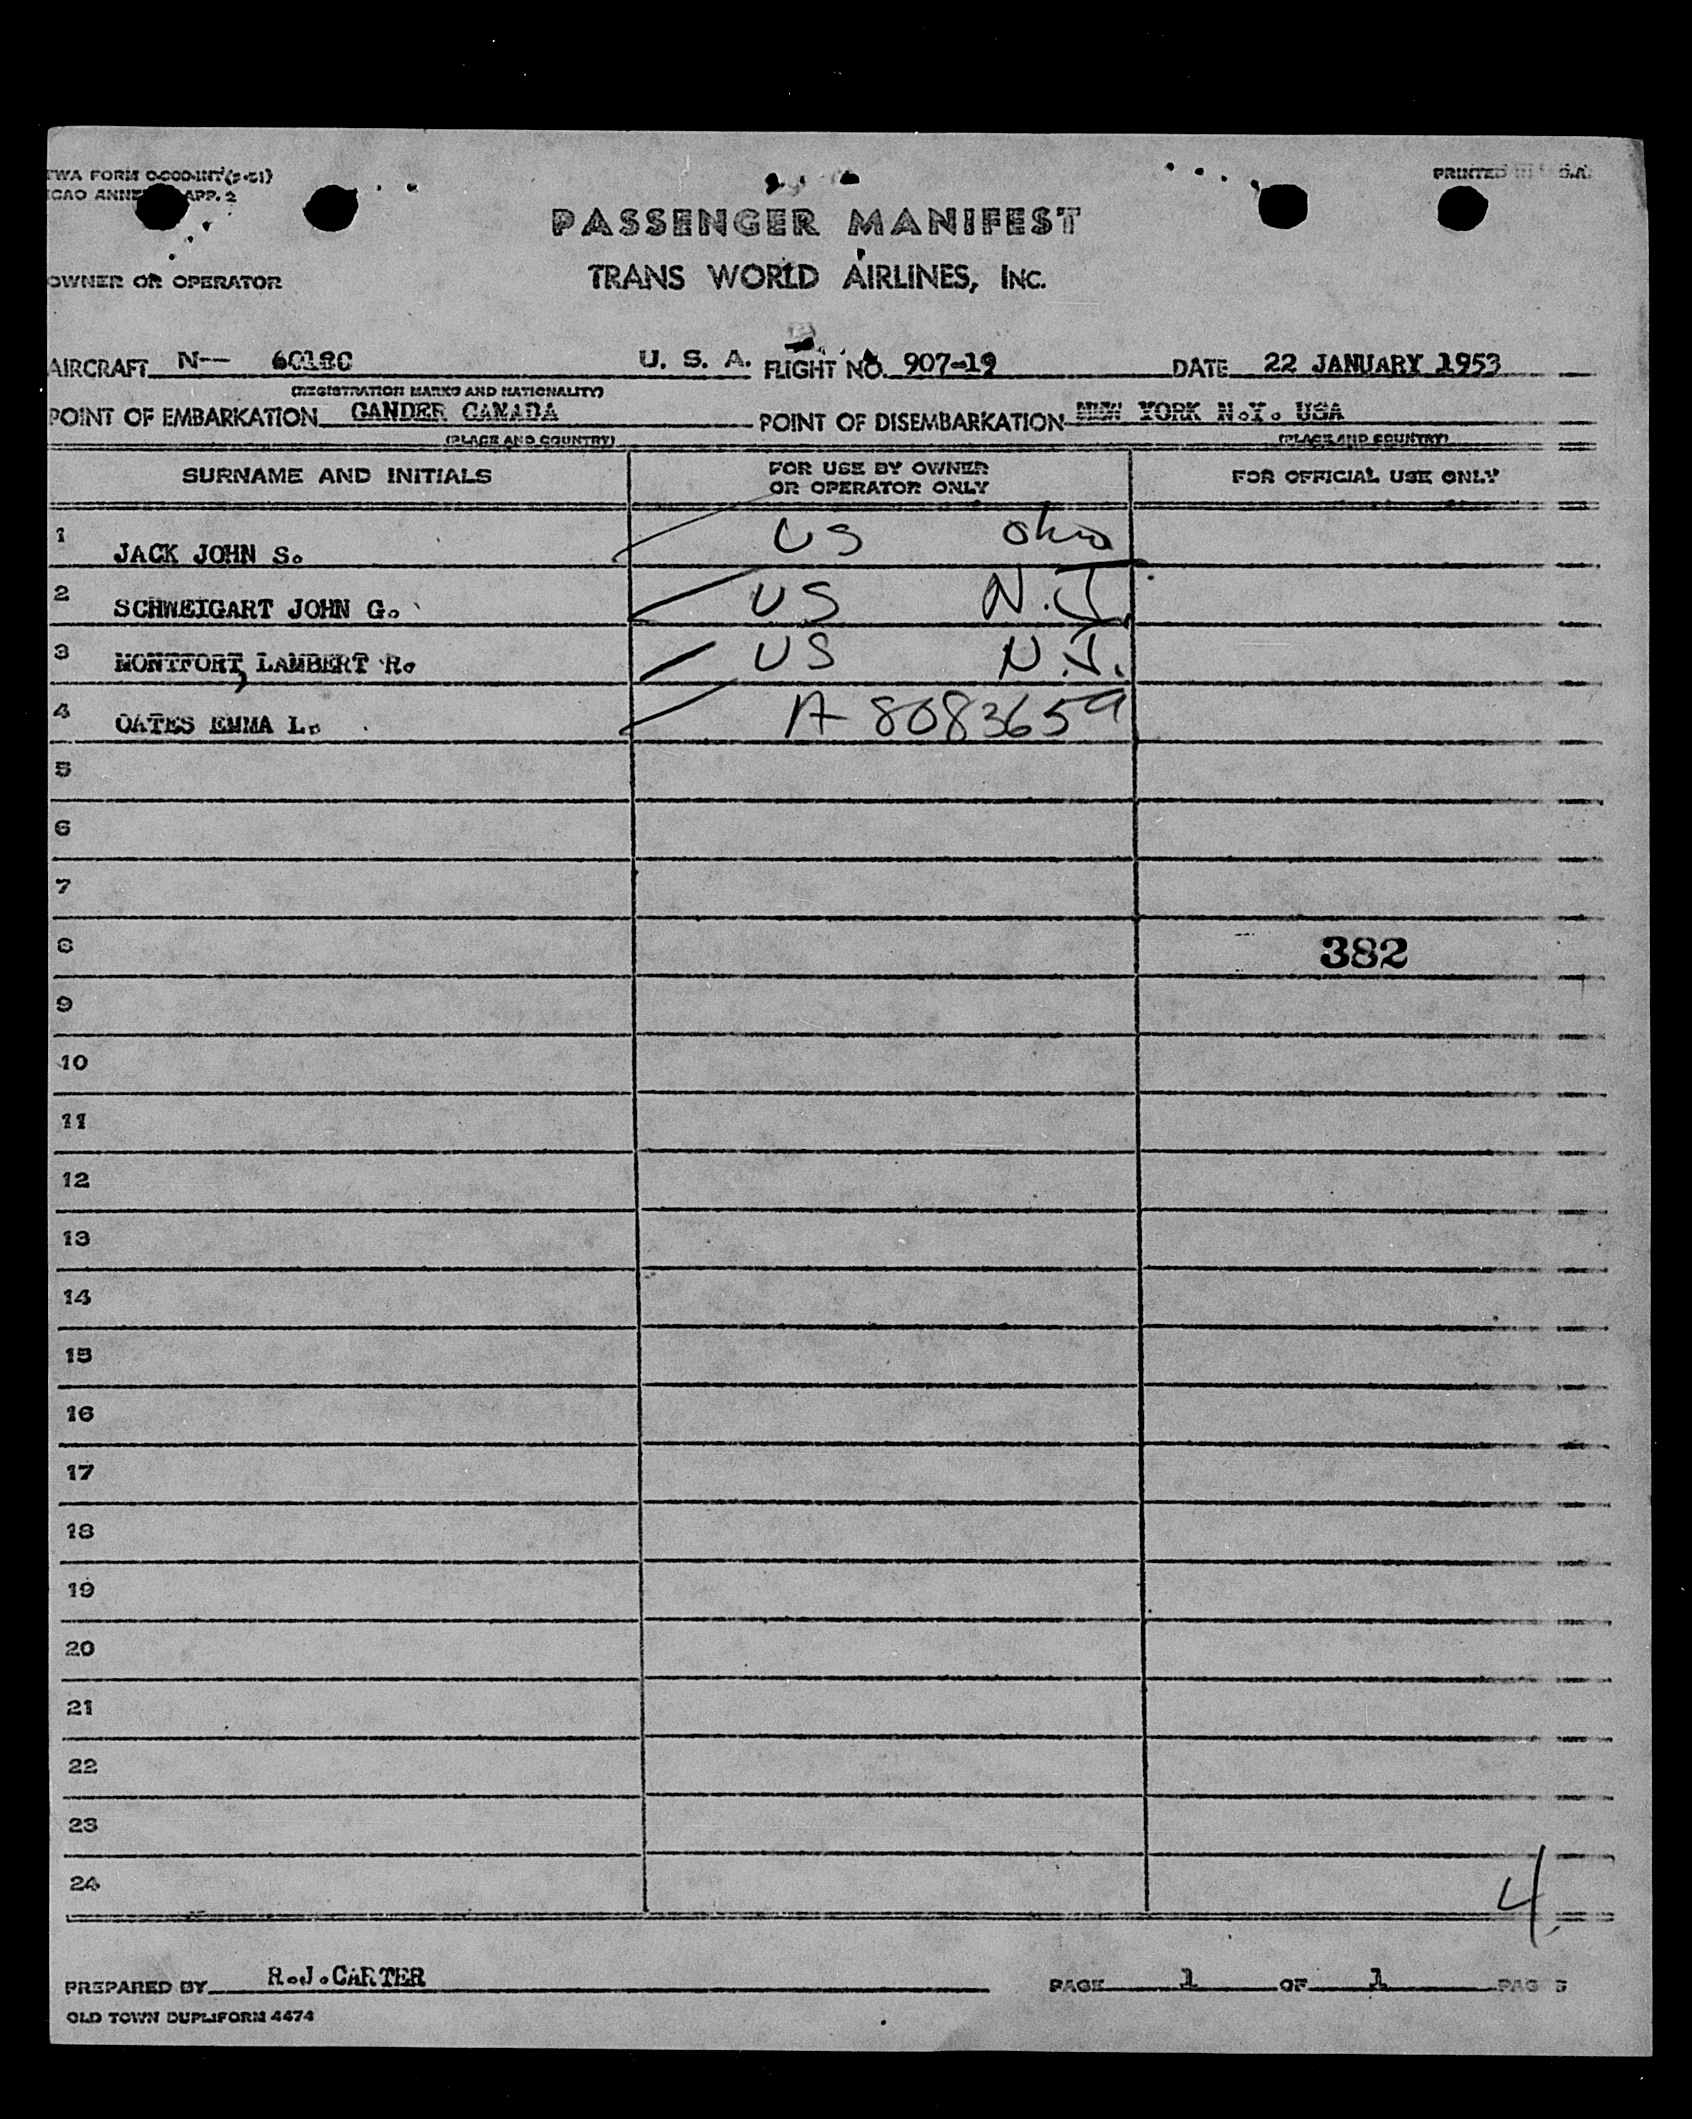 TWA FORM
ICAO ANNEX APP. 2
PRINTED IN U.S.A.
PASSENGER MANIFEST
OWNER OR OPERATOR TRANS WORLD AIRLINES, INC.
AIRCRAFT N-- 6018C U. S. A. FLIGHT NO. 907-19 DATE 22 JANUARY 1953
(REGISTRATION MARKS AND NATIONALITY)
POINT OF EMBARKATION GANDER CANADA POINT OF DISEMBARKATION NEW YORK N.Y. USA
(PLACE AND COUNTRY) (PLACE AND COUNTRY)
SURNAME AND INITIALS FOR USE BY OWNER OR OPERATOR ONLY FOR OFFICIAL USE ONLY
1 JACK JOHN S. US Ohio
2 SCHWEIGART JOHN G. US N.J.
3 MONTFORT, LAMBERT R. US N.J.
4 OATES EMMA L. A 8083659
5
6
7
8 382
9
10
11
12
13
14
15
16
17
18
19
20
21
22
23
24 4
PREPARED BY R.J.CARTER PAGE 1 OF 1 PAGES
OLD TOWN DUPLIFORM 4474